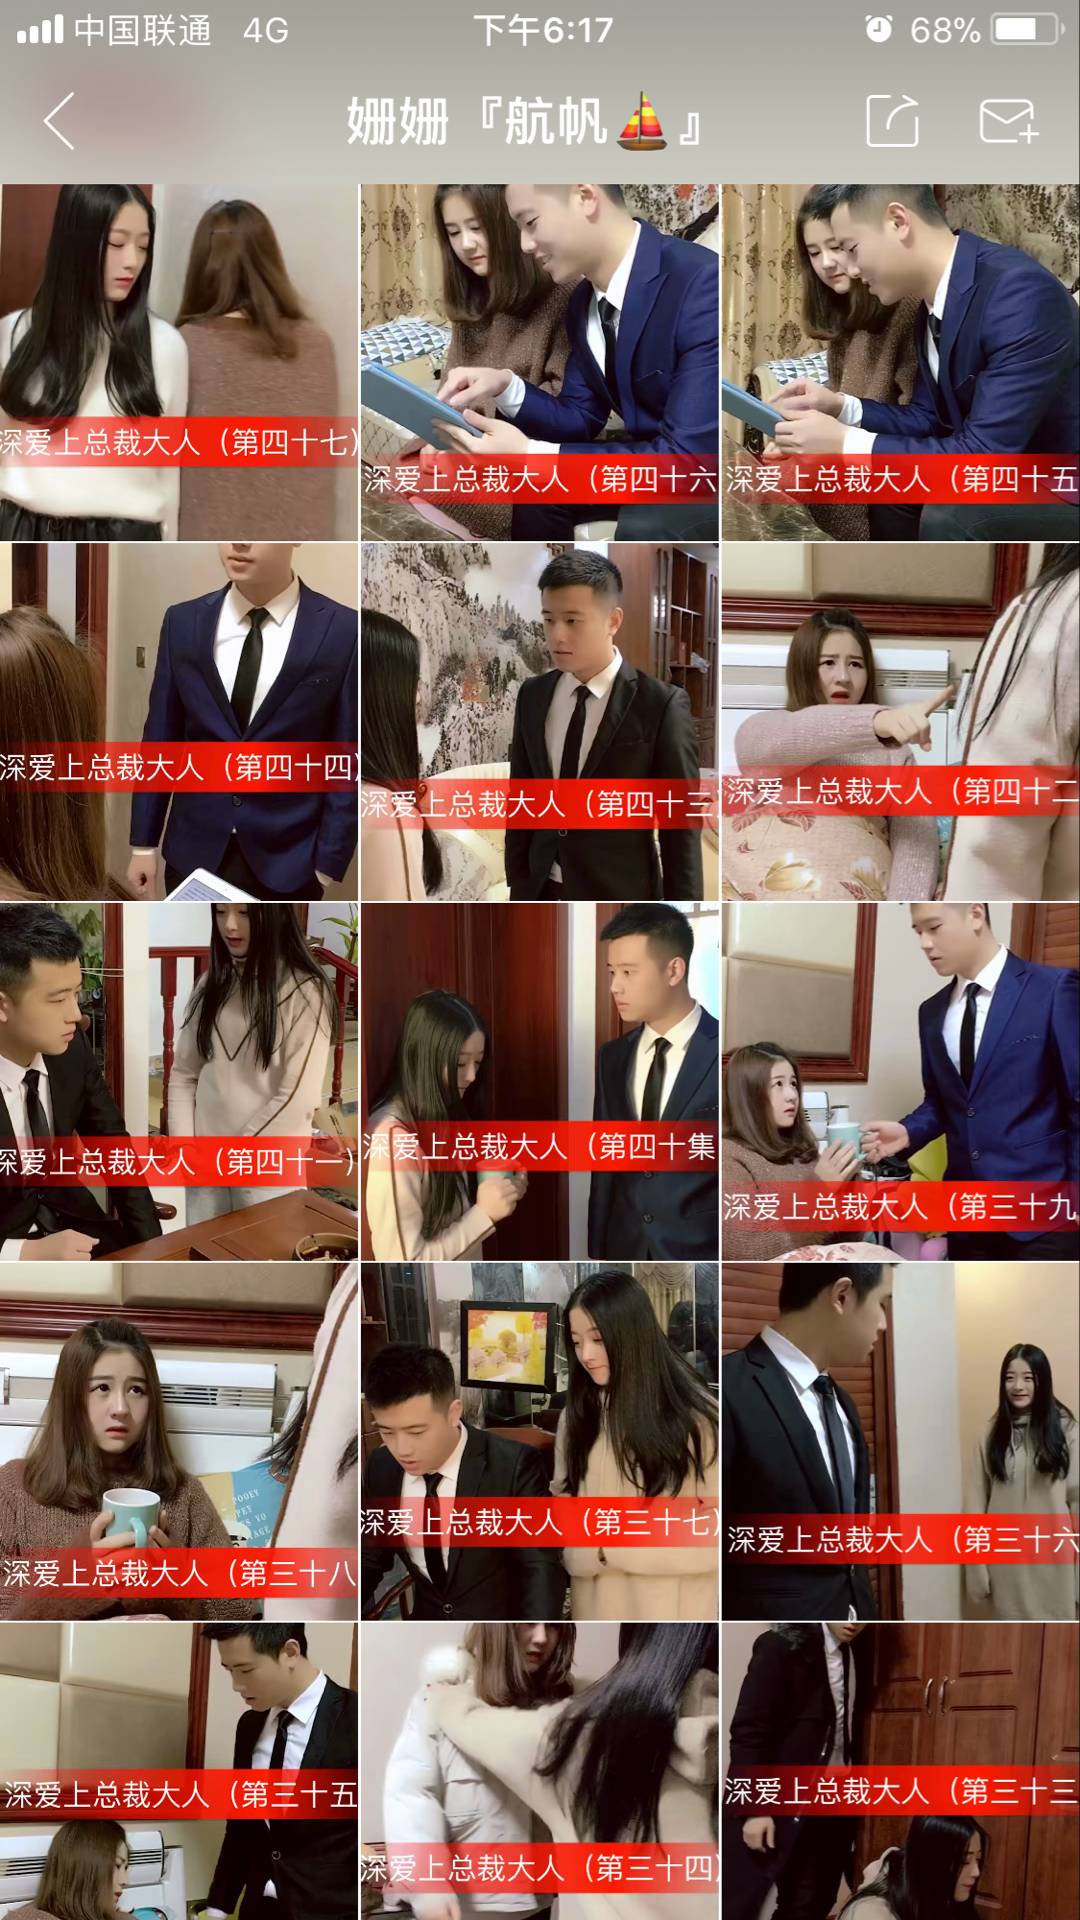 中国联通 4G 下午6:17 68%
姗姗『航帆⛵』
深爱上总裁大人（第四十七）
深爱上总裁大人（第四十六
深爱上总裁大人（第四十五
深爱上总裁大人（第四十四）
深爱上总裁大人（第四十三）
深爱上总裁大人（第四十二
深爱上总裁大人（第四十一）
深爱上总裁大人（第四十集
深爱上总裁大人（第三十九
深爱上总裁大人（第三十八
深爱上总裁大人（第三十七）
深爱上总裁大人（第三十六
深爱上总裁大人（第三十五
深爱上总裁大人（第三十四）
深爱上总裁大人（第三十三